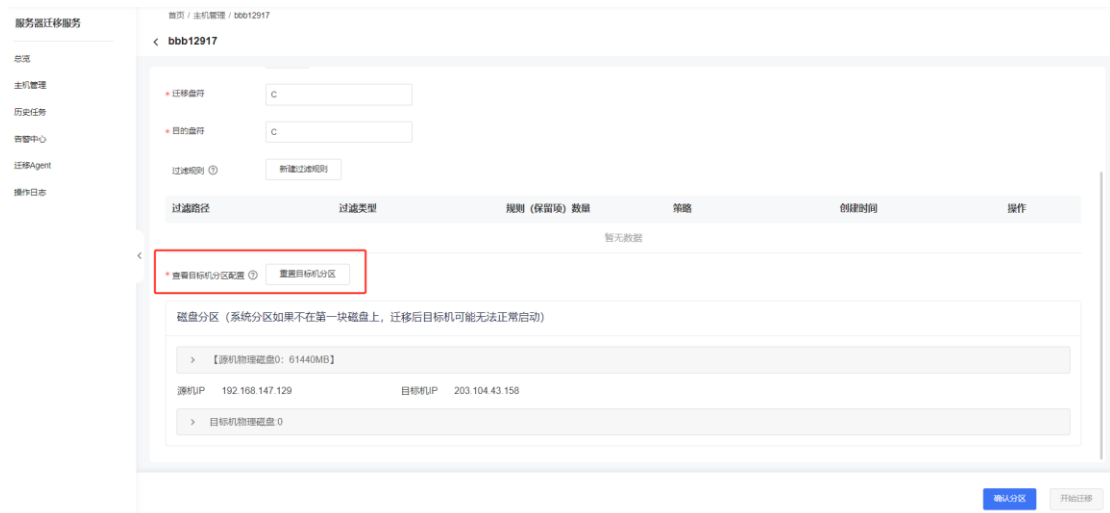 服务器迁移服务
总览
主机管理
历史任务
告警中心
迁移Agent
操作日志
首页 / 主机管理 / bbb12917
bbb12917
* 迁移盘符 C
* 目的盘符 C
过滤规则 新建过滤规则
过滤路径 过滤类型 规则（保留项）数量 策略 创建时间 操作
暂无数据
* 查看目标机分区配置 重置目标机分区
磁盘分区（系统分区如果不在第一块磁盘上，迁移后目标机可能无法正常启动）
【源机物理磁盘0：61440MB】
源机IP 192.168.147.129 目标机IP 203.104.43.158
目标机物理磁盘:0
确认分区 开始迁移